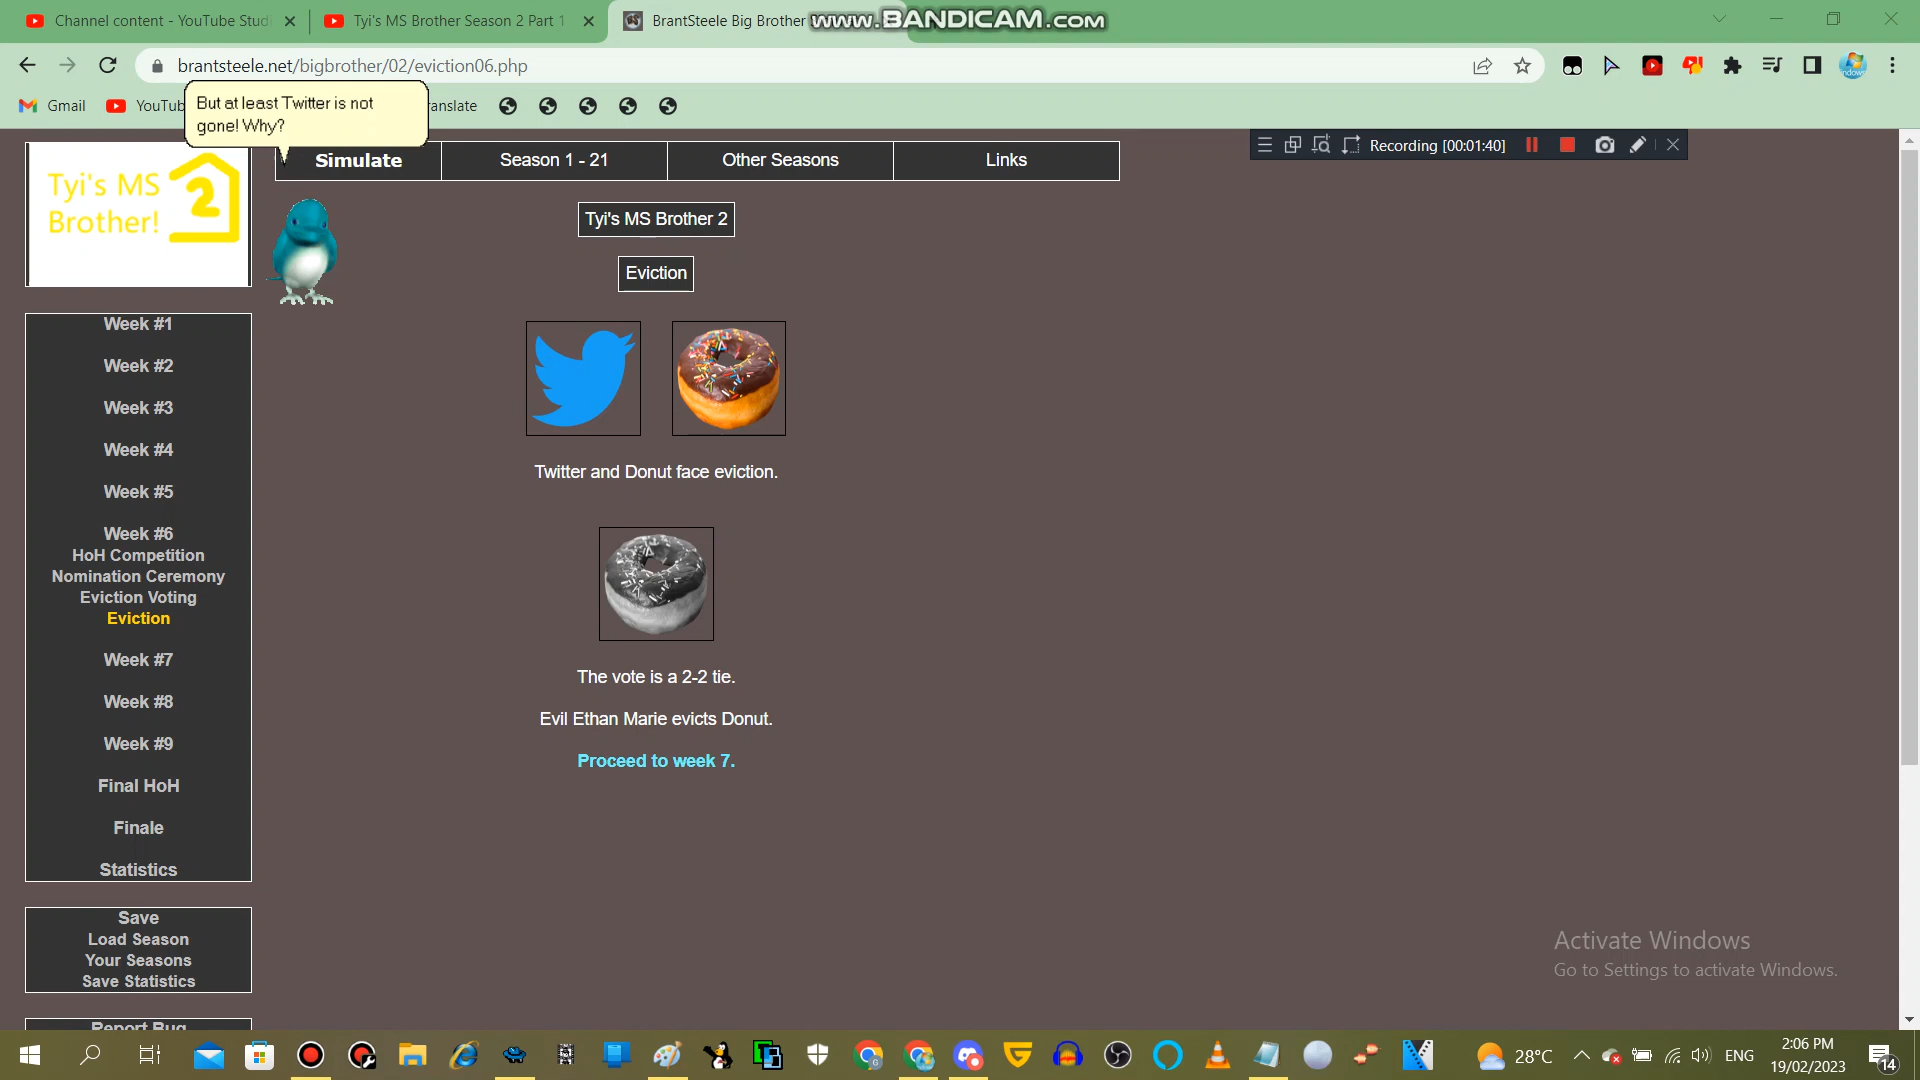 Channel content - YouTube Stud
Tyi's MS Brother Season 2 Part 1
BrantSteele Big Brother
www.BANDICAM.com
brantsteele.net/bigbrother/02/eviction06.php
Gmail
YouTub
anslate
But at least Twitter is not
gone! Why?
Recording [00:01:40]
Tyi's MS
Brother!
2
Simulate
Season 1 - 21
Other Seasons
Links
Tyi's MS Brother 2
Eviction
Twitter and Donut face eviction.
The vote is a 2-2 tie.
Evil Ethan Marie evicts Donut.
Proceed to week 7.
Week #1
Week #2
Week #3
Week #4
Week #5
Week #6
HoH Competition
Nomination Ceremony
Eviction Voting
Eviction
Week #7
Week #8
Week #9
Final HoH
Finale
Statistics
Save
Load Season
Your Seasons
Save Statistics
Report Bug
Activate Windows
Go to Settings to activate Windows.
28°C
ENG
2:06 PM
19/02/2023
14